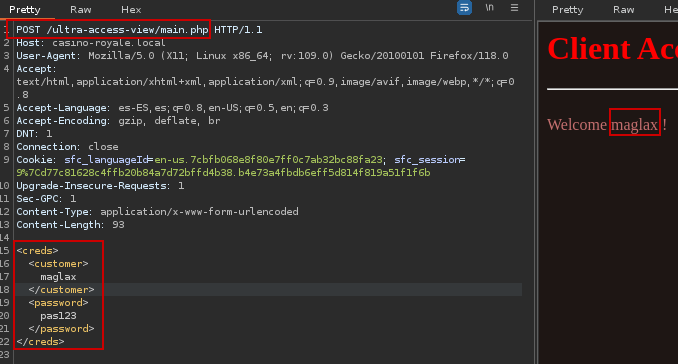 Pretty Raw Hex \n
1 POST /ultra-access-view/main.php HTTP/1.1
2 Host: casino-royale.local
3 User-Agent: Mozilla/5.0 (X11; Linux x86_64; rv:109.0) Gecko/20100101 Firefox/118.0
4 Accept:
text/html,application/xhtml+xml,application/xml;q=0.9,image/avif,image/webp,*/*;q=0
.8
5 Accept-Language: es-ES,es;q=0.8,en-US;q=0.5,en;q=0.3
6 Accept-Encoding: gzip, deflate, br
7 DNT: 1
8 Connection: close
9 Cookie: sfc_languageId=en-us.7cbfb068e8f80e7ff0c7ab32bc88fa23; sfc_session=
9%7Cd77c81628c4ffb20b84a7d72bffd4b38.b4e73a4fbdb6eff5d814f819a51f1f6b
10 Upgrade-Insecure-Requests: 1
11 Sec-GPC: 1
12 Content-Type: application/x-www-form-urlencoded
13 Content-Length: 93
14
15 <creds>
16 <customer>
17 maglax
18 </customer>
19 <password>
20 pas123
21 </password>
22 </creds>
23
Pretty Raw Hex
Client Acc
Welcome maglax !